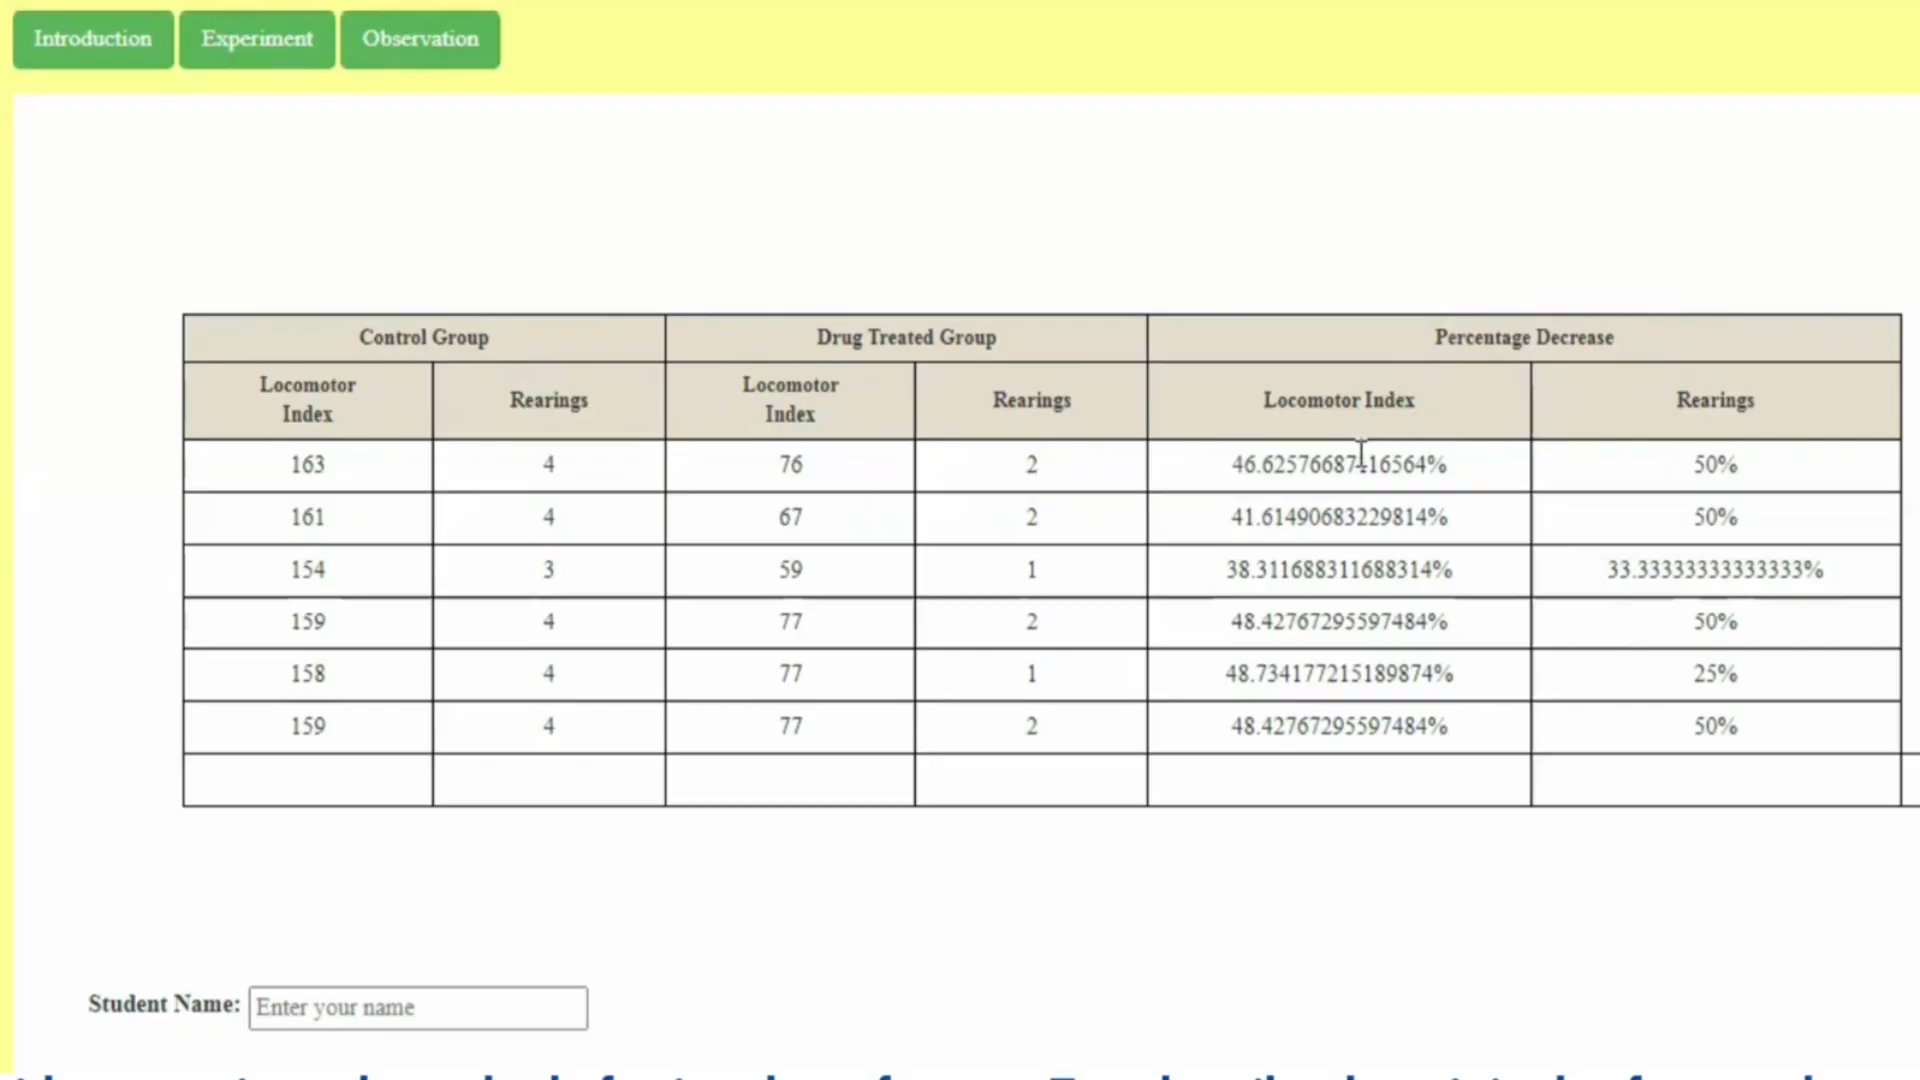 Introduction Experiment Observation
Control Group Drug Treated Group Percentage Decrease
Locomotor Index Rearings Locomotor Index Rearings Locomotor Index Rearings
163 4 76 2 50%
161 4 67 2 41.61490683229814% 50%
154 3 59 1 38.311688311688314% 33.33333333333333%
159 4 77 2 48.42767295597484% 50%
158 4 77 1 48.734177215189874% 25%
159 4 77 2 48.42767295597484% 50%
Student Name: Enter your name